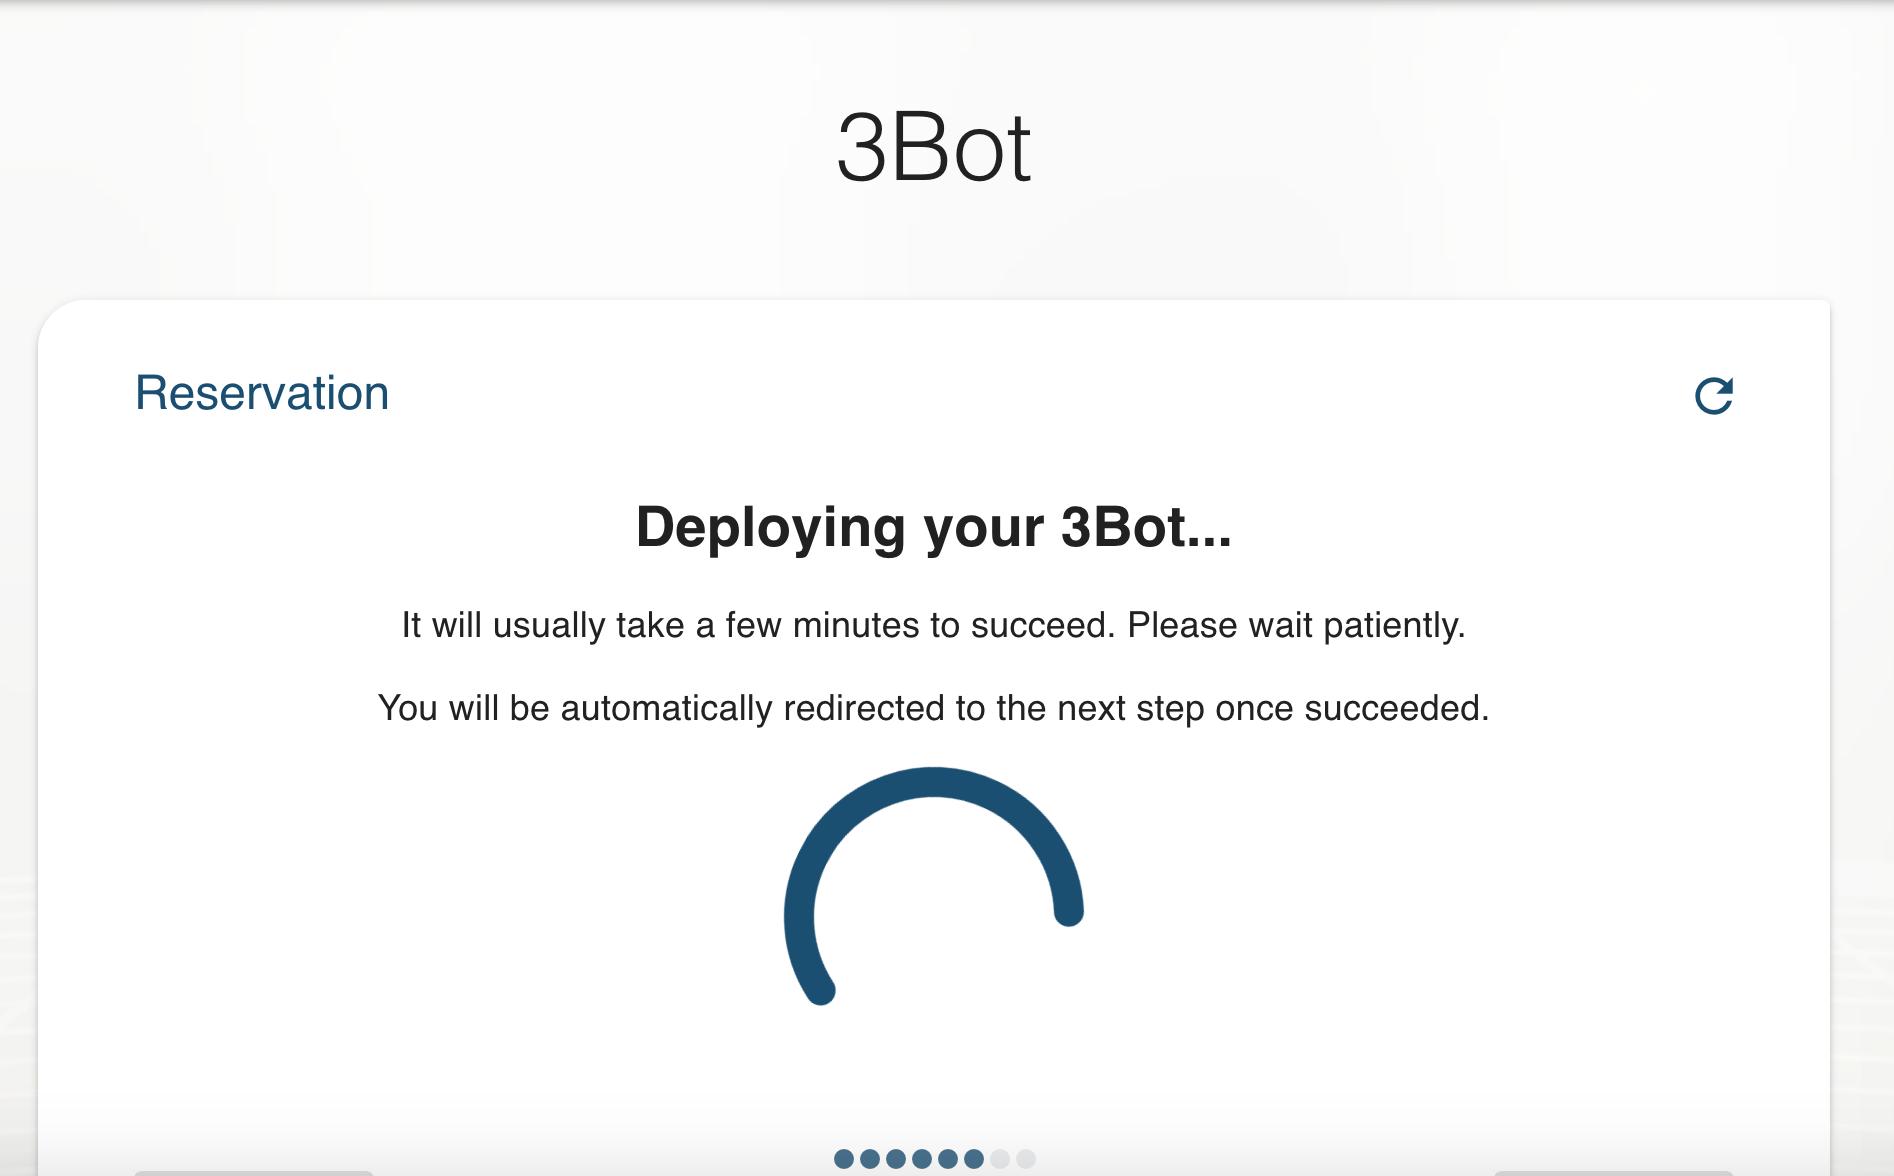 3Bot
Reservation
Deploying your 3Bot...
It will usually take a few minutes to succeed. Please wait patiently.
You will be automatically redirected to the next step once succeeded.